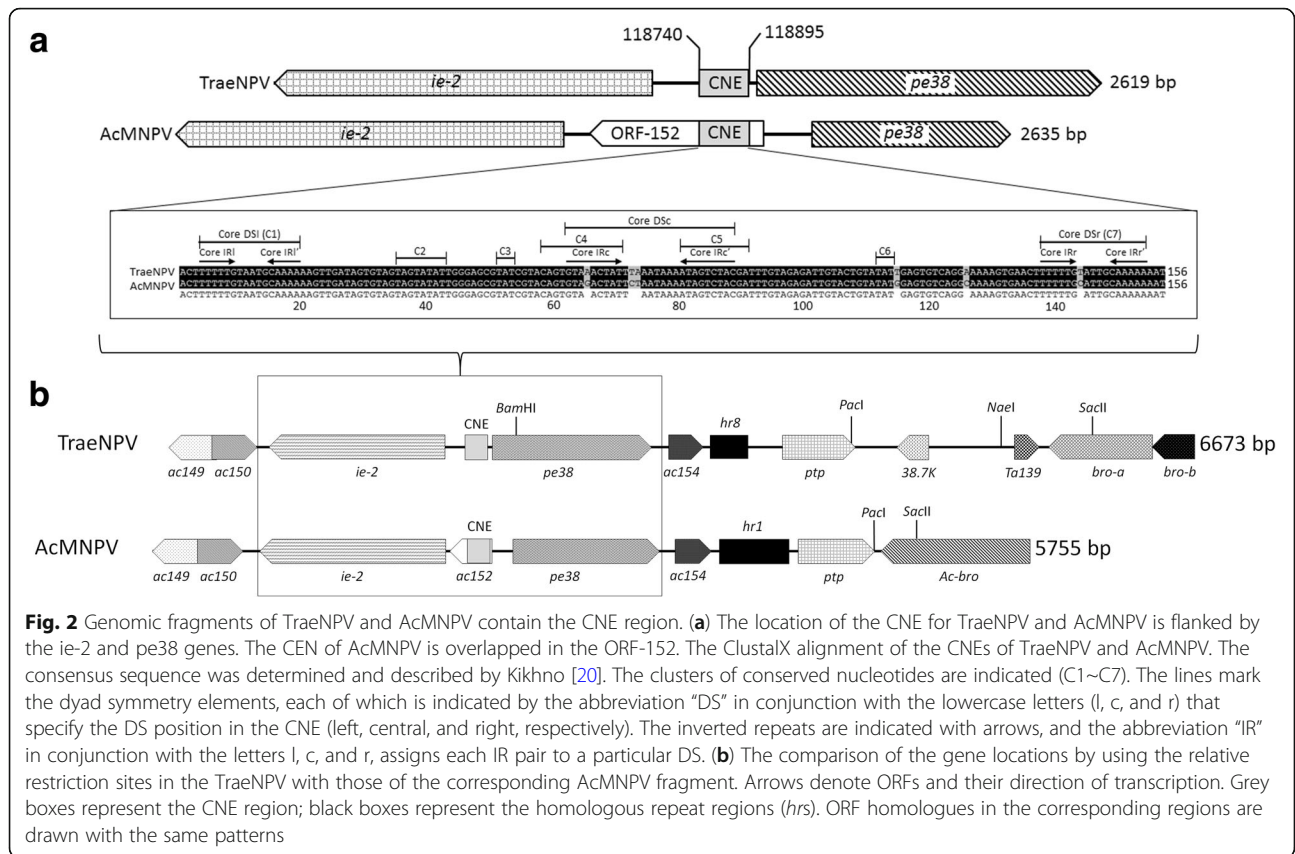 a
118740 118895
TraeNPV ie-2 CNE pe38 2619 bp
AcMNPV ie-2 ORF-152 CNE pe38 2635 bp
Core DSc
Core DSl (C1) C4 C5 Core DSr (C7)
Core IRl Core IRl' C2 C3 Core IRc Core IRc' C6 Core IRr Core IRr'
TraeNPV 156
AcMNPV 156
20 40 60 80 100 120 140
b
BamHI PacI NaeI SacII
TraeNPV CNE hr8 6673 bp
ac149 ac150 ie-2 pe38 ac154 ptp 38.7K Ta139 bro-a bro-b
CNE hr1 PacI SacII
AcMNPV 5755 bp
ac149 ac150 ie-2 ac152 pe38 ac154 ptp Ac-bro
Fig. 2 Genomic fragments of TraeNPV and AcMNPV contain the CNE region. (a) The location of the CNE for TraeNPV and AcMNPV is flanked by
the ie-2 and pe38 genes. The CEN of AcMNPV is overlapped in the ORF-152. The ClustalX alignment of the CNEs of TraeNPV and AcMNPV. The
consensus sequence was determined and described by Kikhno [20]. The clusters of conserved nucleotides are indicated (C1~C7). The lines mark
the dyad symmetry elements, each of which is indicated by the abbreviation “DS” in conjunction with the lowercase letters (l, c, and r) that
specify the DS position in the CNE (left, central, and right, respectively). The inverted repeats are indicated with arrows, and the abbreviation “IR”
in conjunction with the letters l, c, and r, assigns each IR pair to a particular DS. (b) The comparison of the gene locations by using the relative
restriction sites in the TraeNPV with those of the corresponding AcMNPV fragment. Arrows denote ORFs and their direction of transcription. Grey
boxes represent the CNE region; black boxes represent the homologous repeat regions (hrs). ORF homologues in the corresponding regions are
drawn with the same patterns